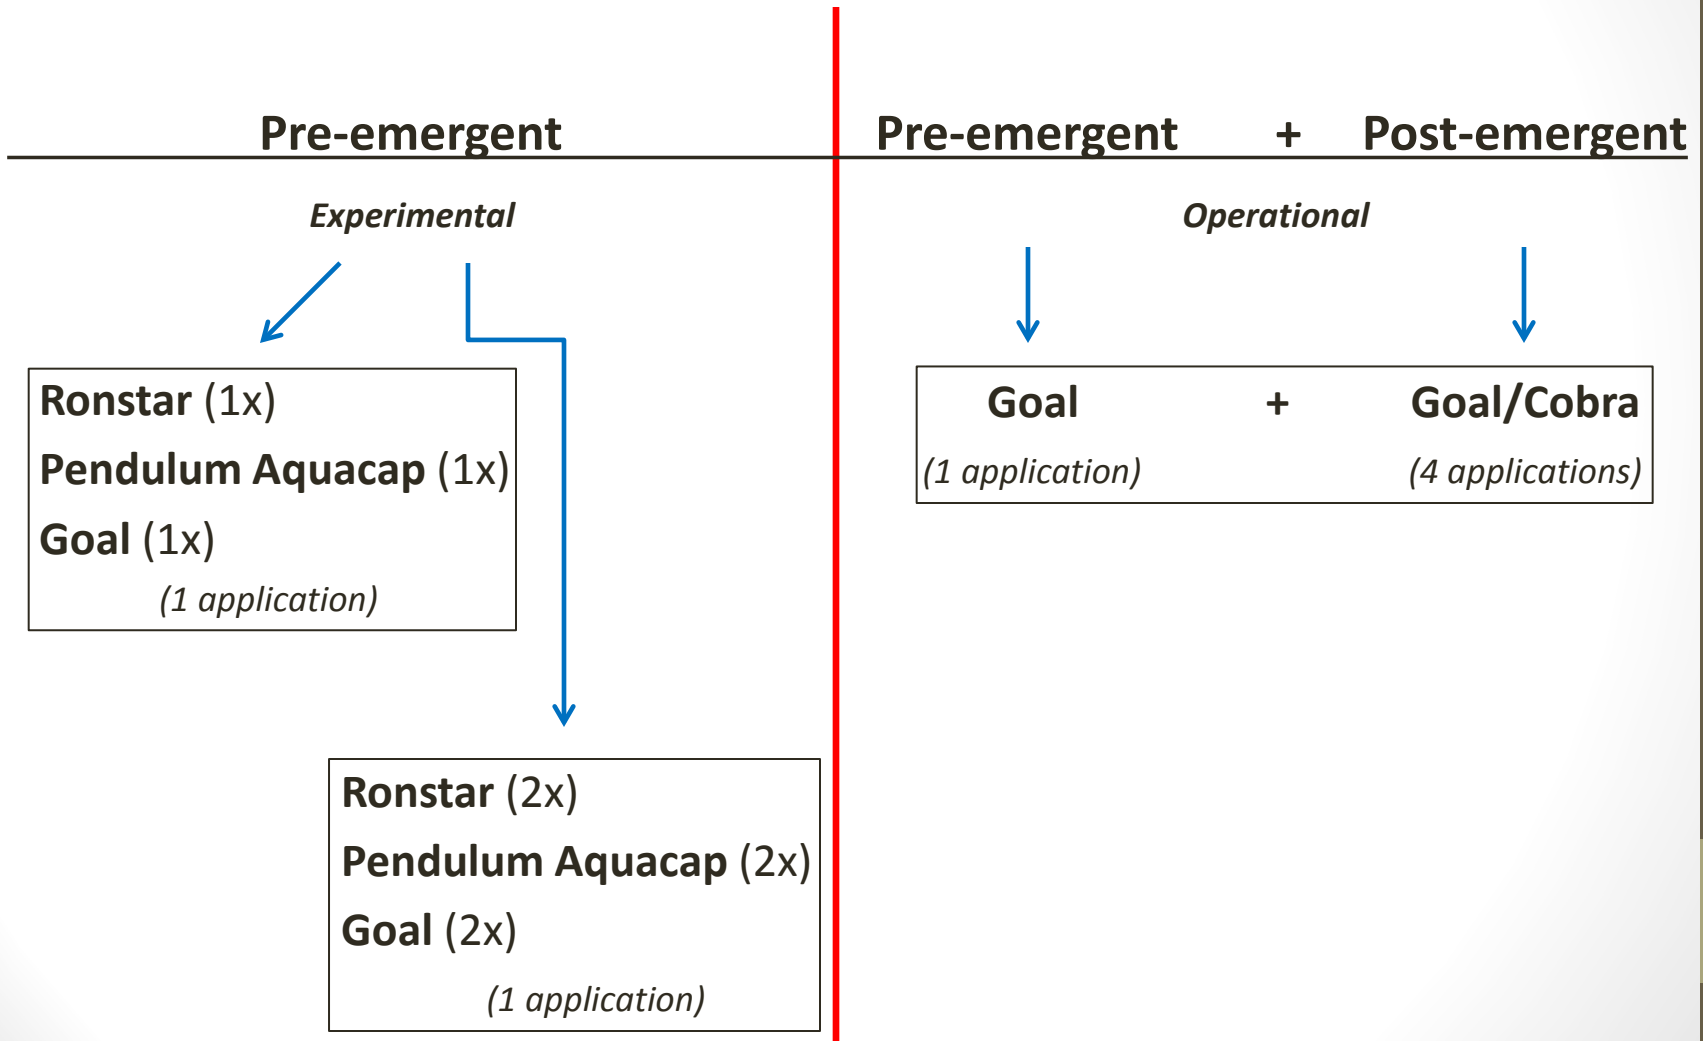 Pre-emergent
Experimental
Ronstar (1x)
Pendulum Aquacap (1x)
Goal (1x)
(1 application)
Ronstar (2x)
Pendulum Aquacap (2x)
Goal (2x)
(1 application)
Pre-emergent + Post-emergent
Operational
Goal + Goal/Cobra
(1 application) (4 applications)